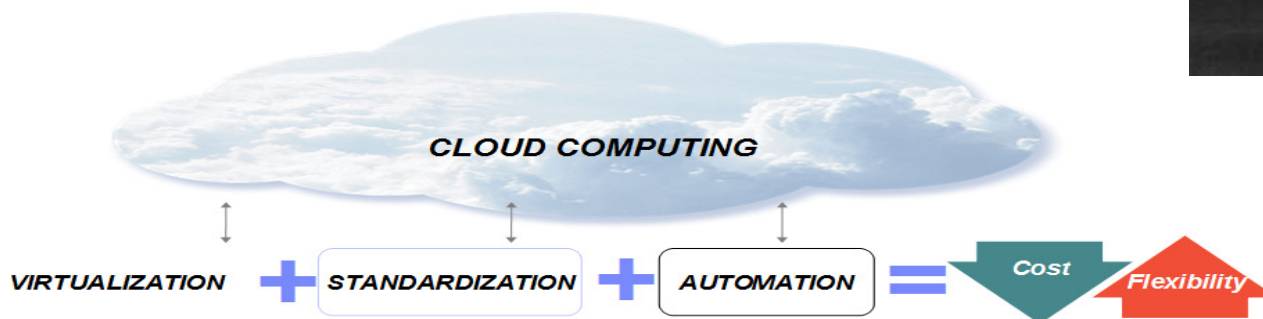 CLOUD COMPUTING
VIRTUALIZATION + STANDARDIZATION + AUTOMATION = Cost Flexibility